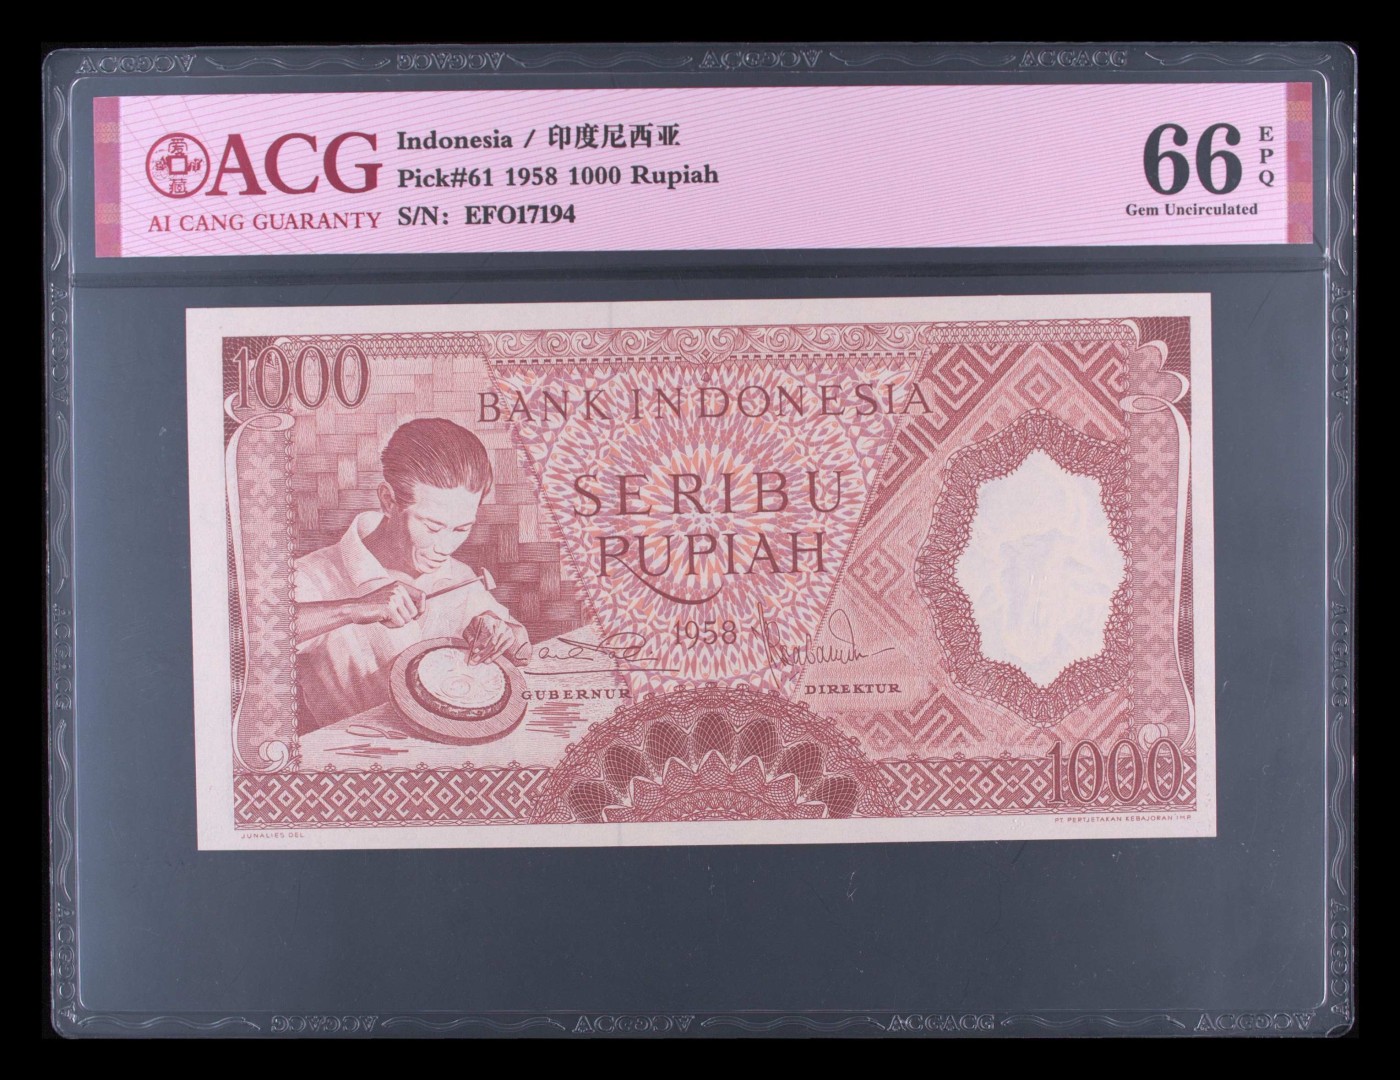 ACG
AI CANG GUARANTY
Indonesia / 印度尼西亚
Pick#61 1958 1000 Rupiah
S/N: EFO17194
66
EPQ
Gem Uncirculated
1000
BANK INDONESIA
SERIBU
RUPIAH
1958
GUBERNUR
DIREKTUR
1000
JUNALIES DEL.
PT. PERTJETAKAN KEBAJORAN IMP.